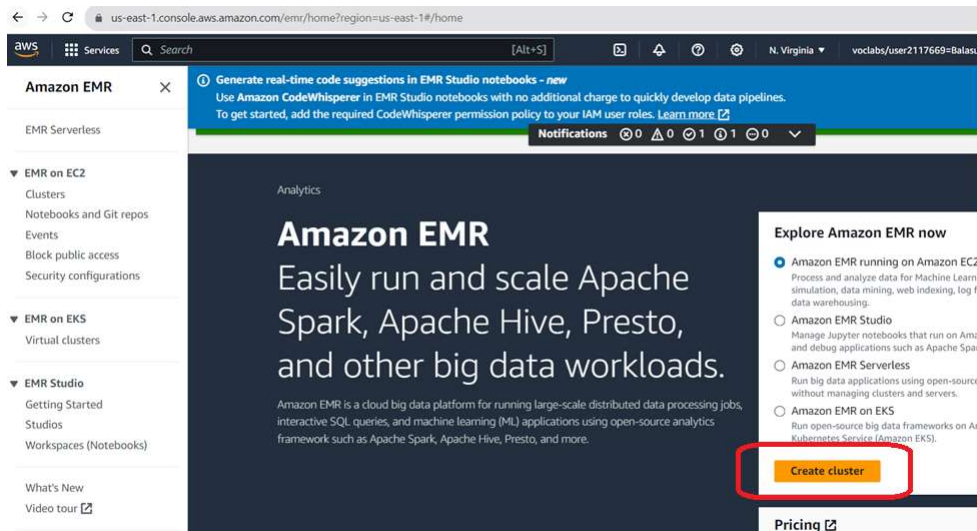 us-east-1.console.aws.amazon.com/emr/home?region=us-east-1#/home
aws
Services
Search
[Alt+S]
N. Virginia
voclabs/user2117669=Balasu
Amazon EMR
EMR Serverless
EMR on EC2
Clusters
Notebooks and Git repos
Events
Block public access
Security configurations
EMR on EKS
Virtual clusters
EMR Studio
Getting Started
Studios
Workspaces (Notebooks)
What's New
Video tour
Generate real-time code suggestions in EMR Studio notebooks - new
Use Amazon CodeWhisperer in EMR Studio notebooks with no additional charge to quickly develop data pipelines.
To get started, add the required CodeWhisperer permission policy to your IAM user roles. Learn more
Notifications 0 0 1 1 0
Analytics
Amazon EMR
Easily run and scale Apache
Spark, Apache Hive, Presto,
and other big data workloads.
Amazon EMR is a cloud big data platform for running large-scale distributed data processing jobs,
interactive SQL queries, and machine learning (ML) applications using open-source analytics
framework such as Apache Spark, Apache Hive, Presto, and more.
Explore Amazon EMR now
Amazon EMR running on Amazon EC2
Process and analyze data for Machine Learn
simulation, data mining, web indexing, log f
data warehousing.
Amazon EMR Studio
Manage Jupyter notebooks that run on Ama
and debug applications such as Apache Spa
Amazon EMR Serverless
Run big data applications using open-source
without managing clusters and servers.
Amazon EMR on EKS
Run open-source big data frameworks on A
Kubernetes Service (Amazon EKS).
Create cluster
Pricing